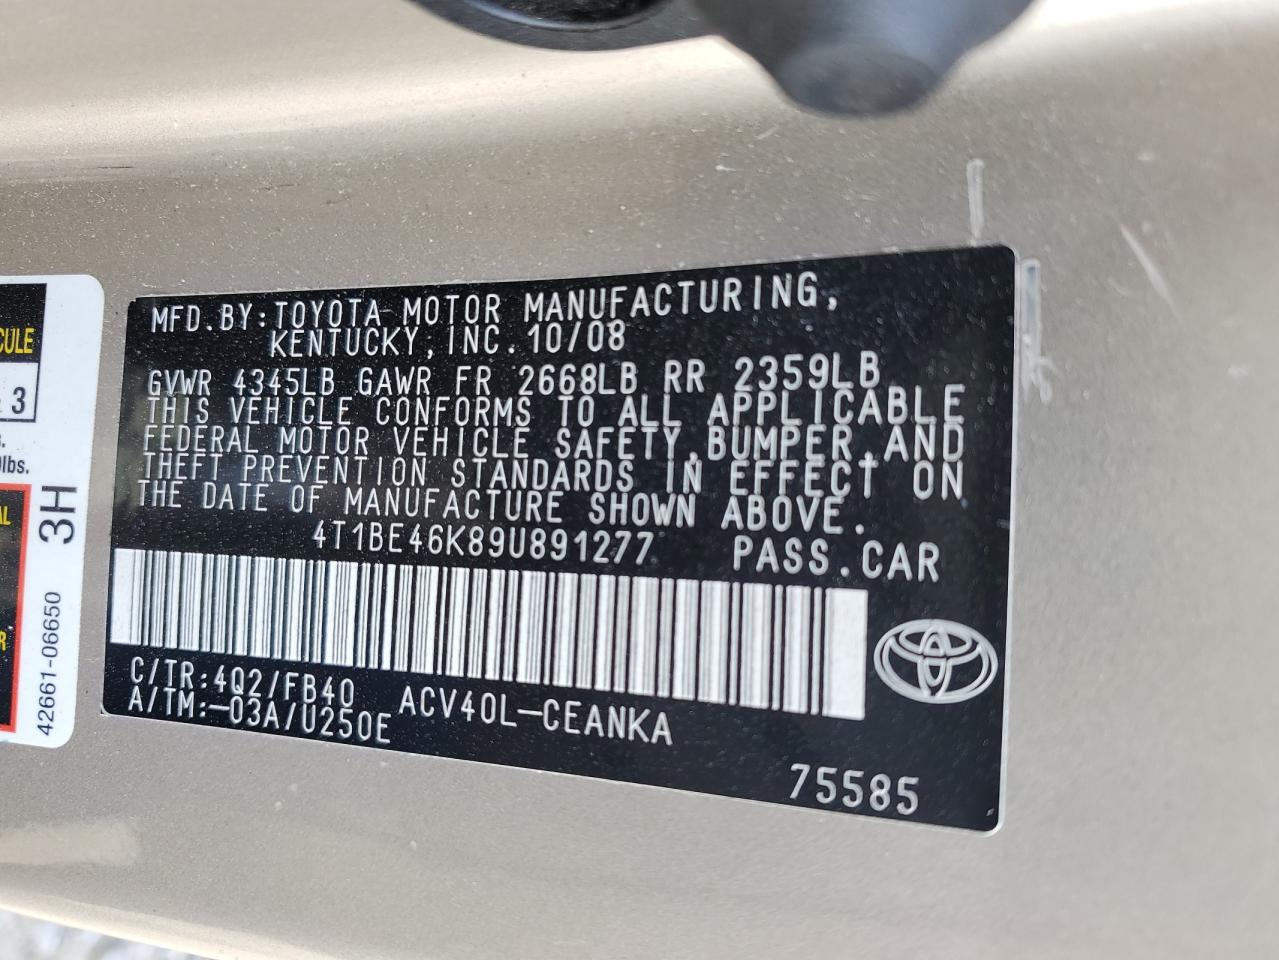 MFD.BY:TOYOTA MOTOR MANUFACTURING,
KENTUCKY,INC. 10/08
GVWR 4345LB GAWR FR 2668LB RR 2359LB
THIS VEHICLE CONFORMS TO ALL APPLICABLE
FEDERAL MOTOR VEHICLE SAFETY,BUMPER,AND
THEFT PREVENTION STANDARDS IN EFFECT ON
THE DATE OF MANUFACTURE SHOWN ABOVE.
4T1BE46K89U891277 PASS.CAR
C/TR:4Q2/FB40 ACV40L-CEANKA
A/TM:-03A/U250E
75585
3
lbs.
3H
42661-06650